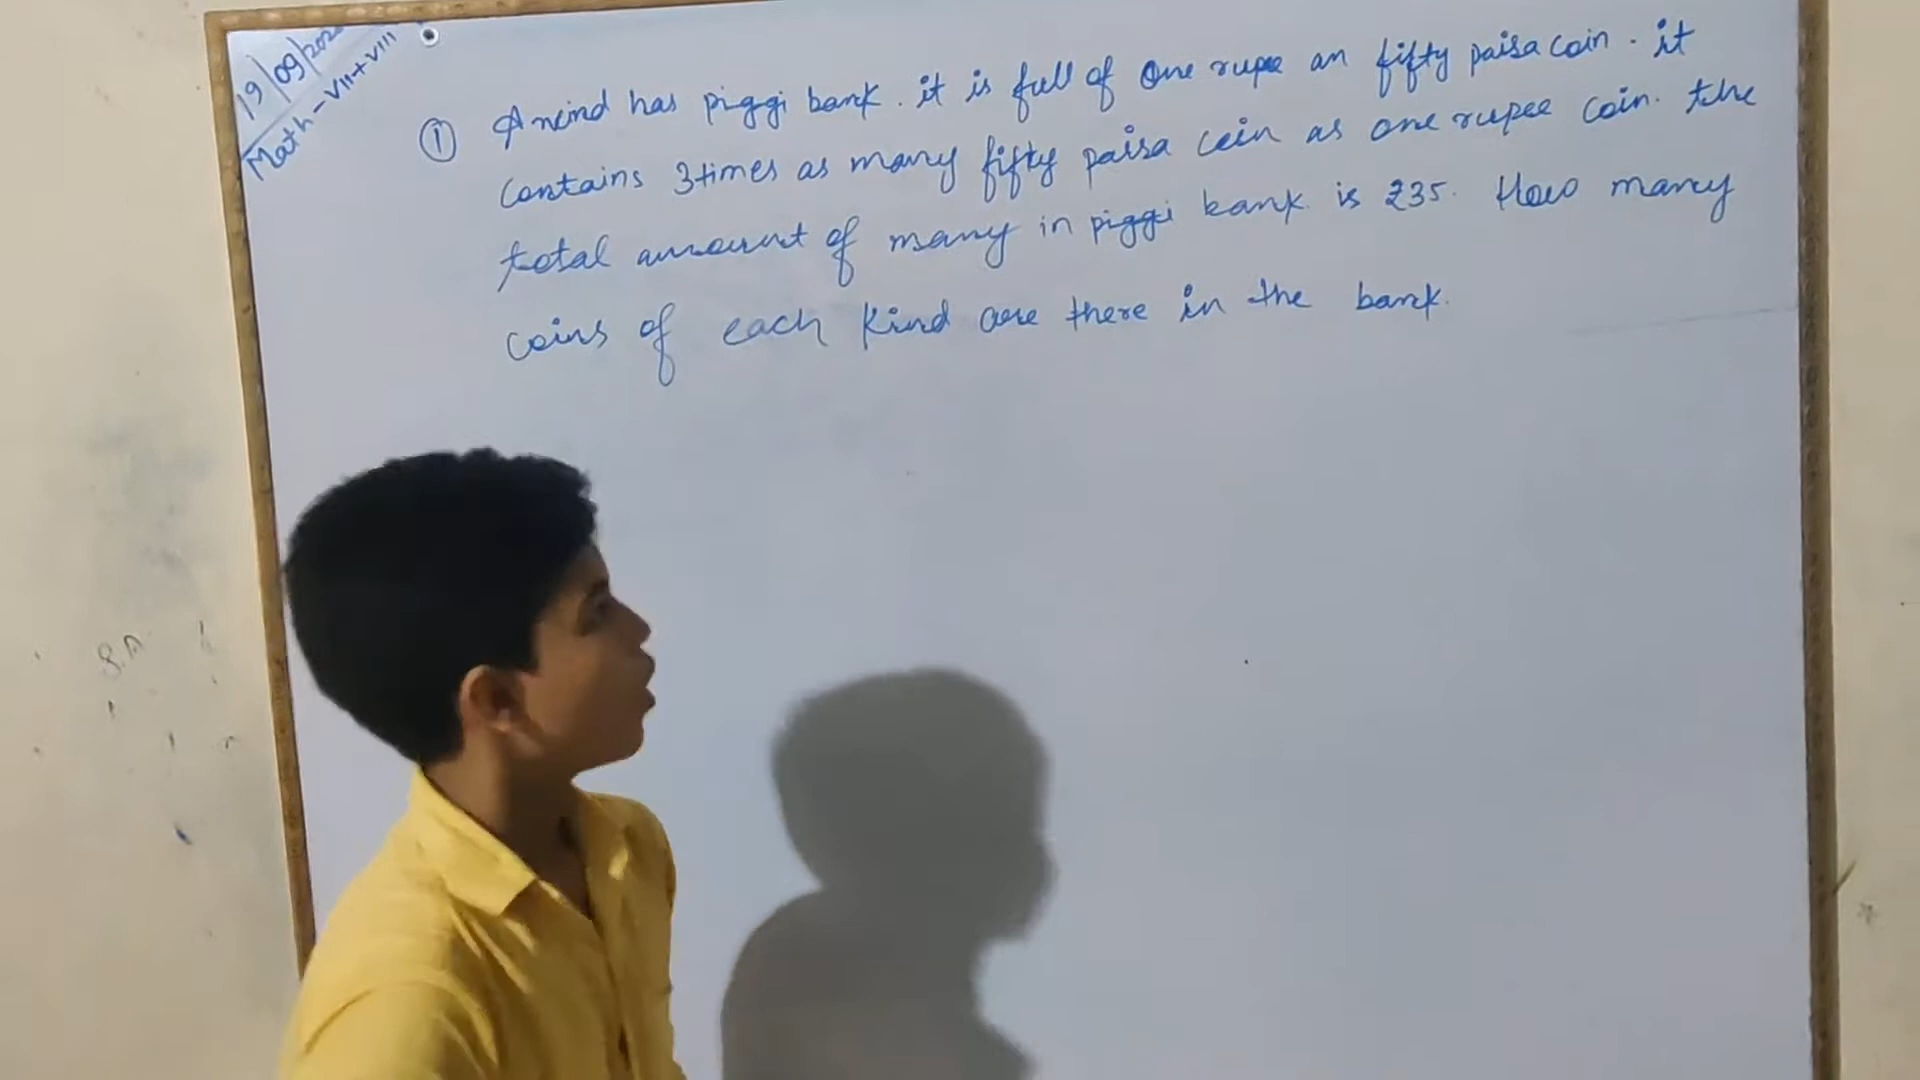 19/09/202
Math-VII+VIII
① Ancind has piggi bank. it is full of One rupee an fifty paisa coin. it
contains 3times as many fifty paisa coin as one rupee coin. the
total amount of many in piggi bank is ₹35. How many
coins of each kind are there in the bank.